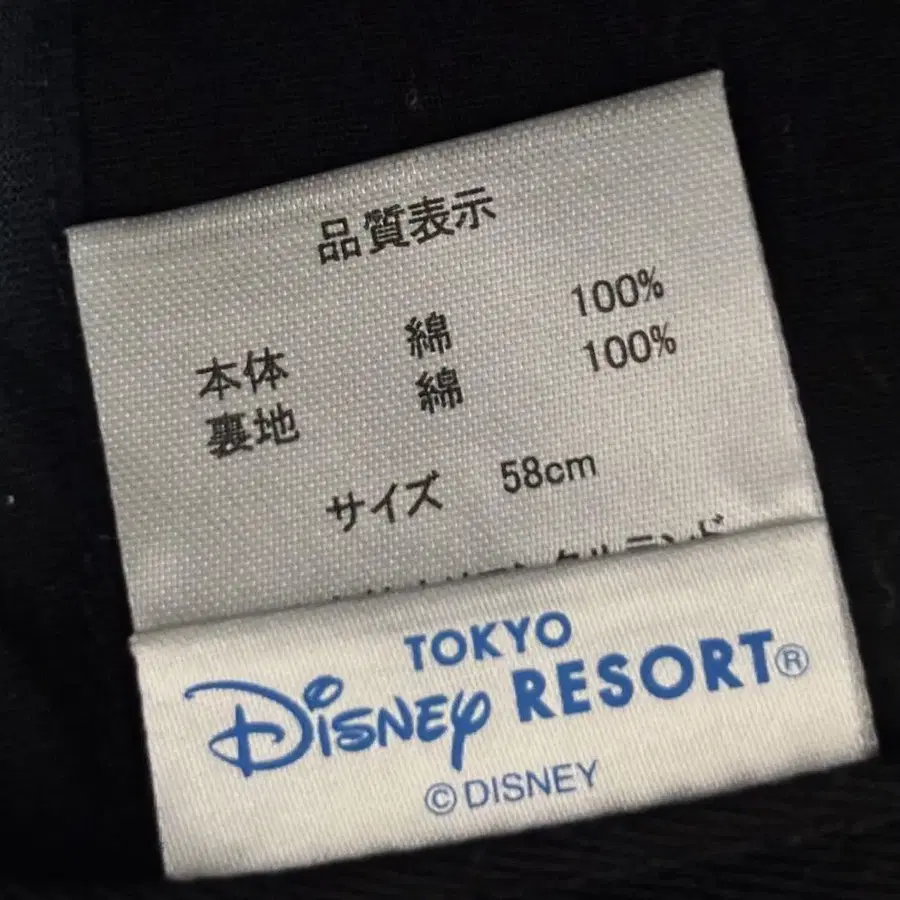 品質表示
本体 綿 100%
裏地 綿 100%
サイズ 58cm
TOKYO
Disney RESORT®
© DISNEY